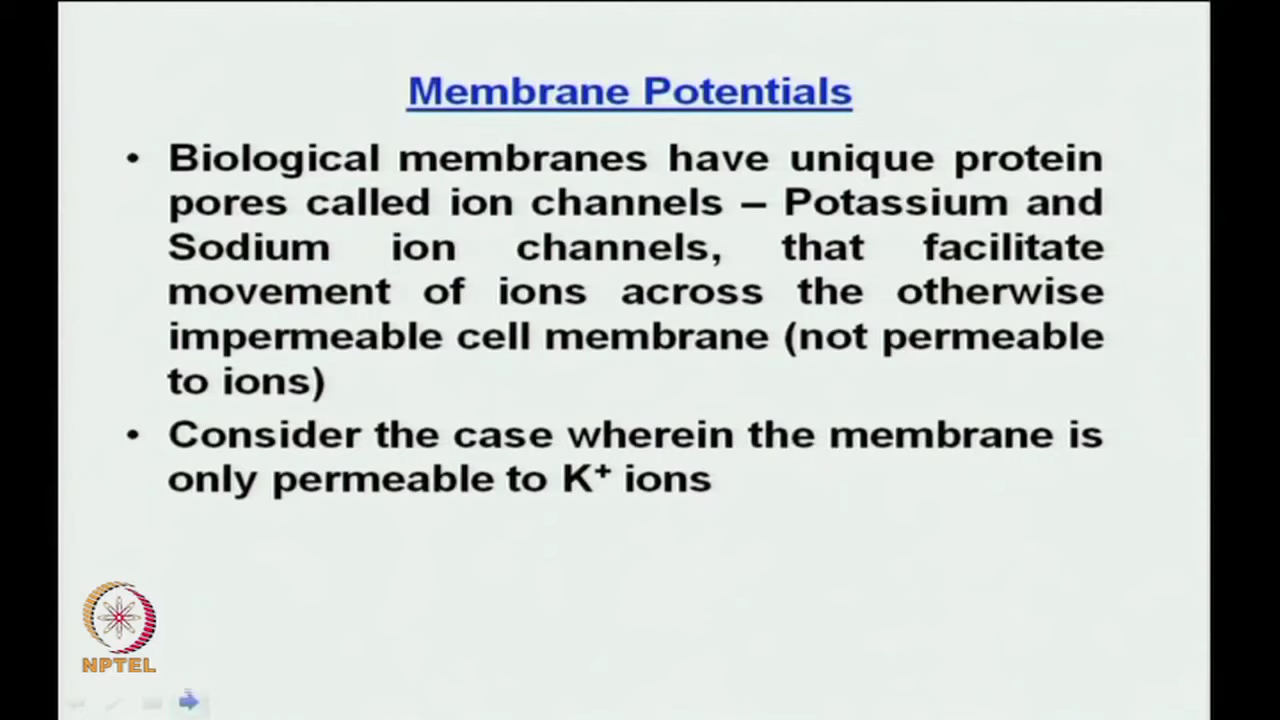 Membrane Potentials
• Biological membranes have unique protein
pores called ion channels – Potassium and
Sodium ion channels, that facilitate
movement of ions across the otherwise
impermeable cell membrane (not permeable
to ions)
• Consider the case wherein the membrane is
only permeable to K⁺ ions
NPTEL